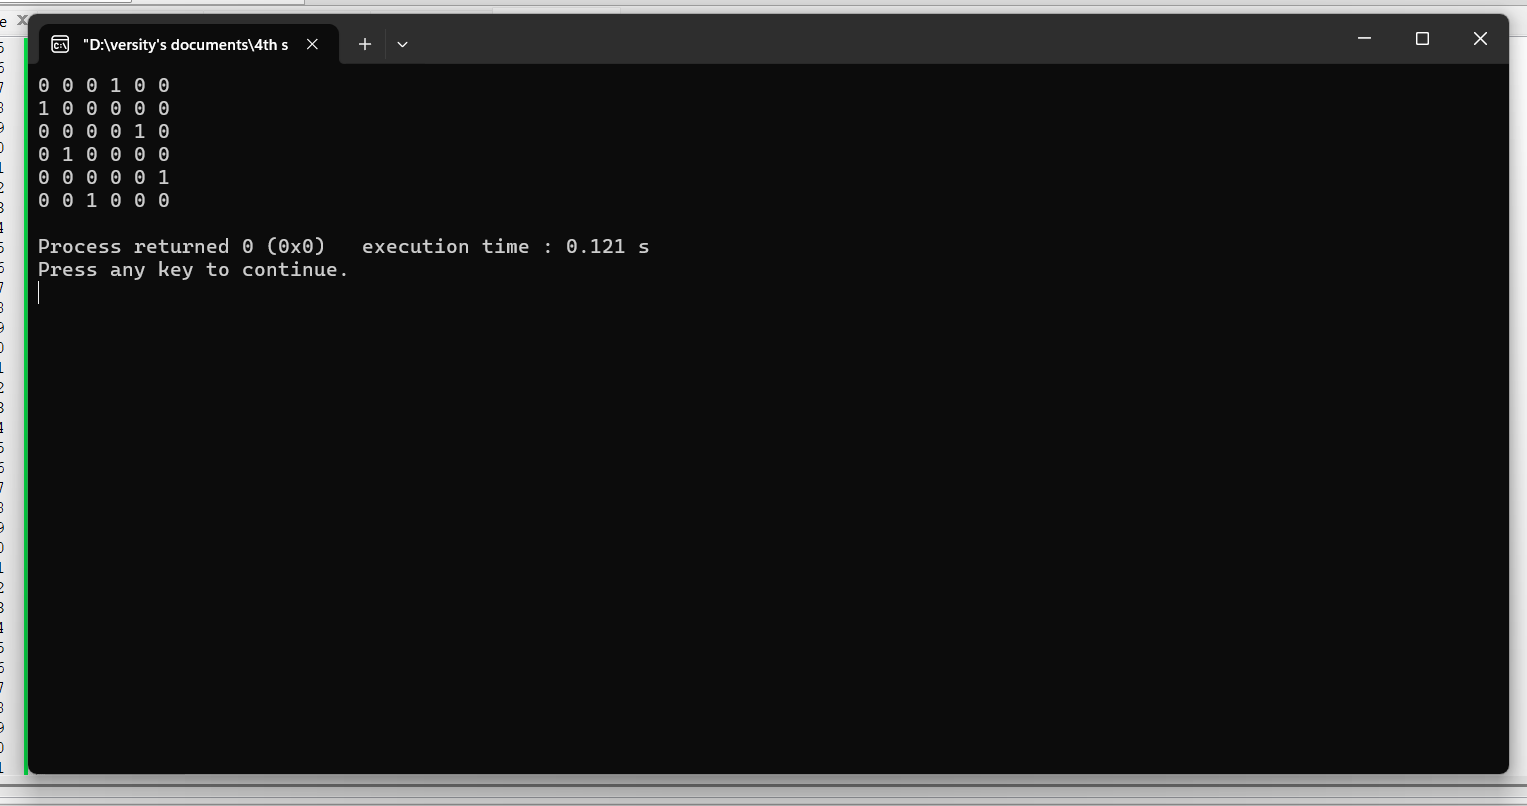 "D:\versity's documents\4th s
0 0 0 1 0 0
1 0 0 0 0 0
0 0 0 0 1 0
0 1 0 0 0 0
0 0 0 0 0 1
0 0 1 0 0 0
Process returned 0 (0x0)   execution time : 0.121 s
Press any key to continue.